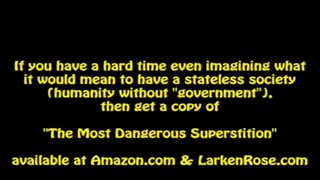 If you have a hard time even imagining what
it would mean to have a stateless society
(humanity without "government"),
then get a copy of
"The Most Dangerous Superstition"
available at Amazon.com & LarkenRose.com